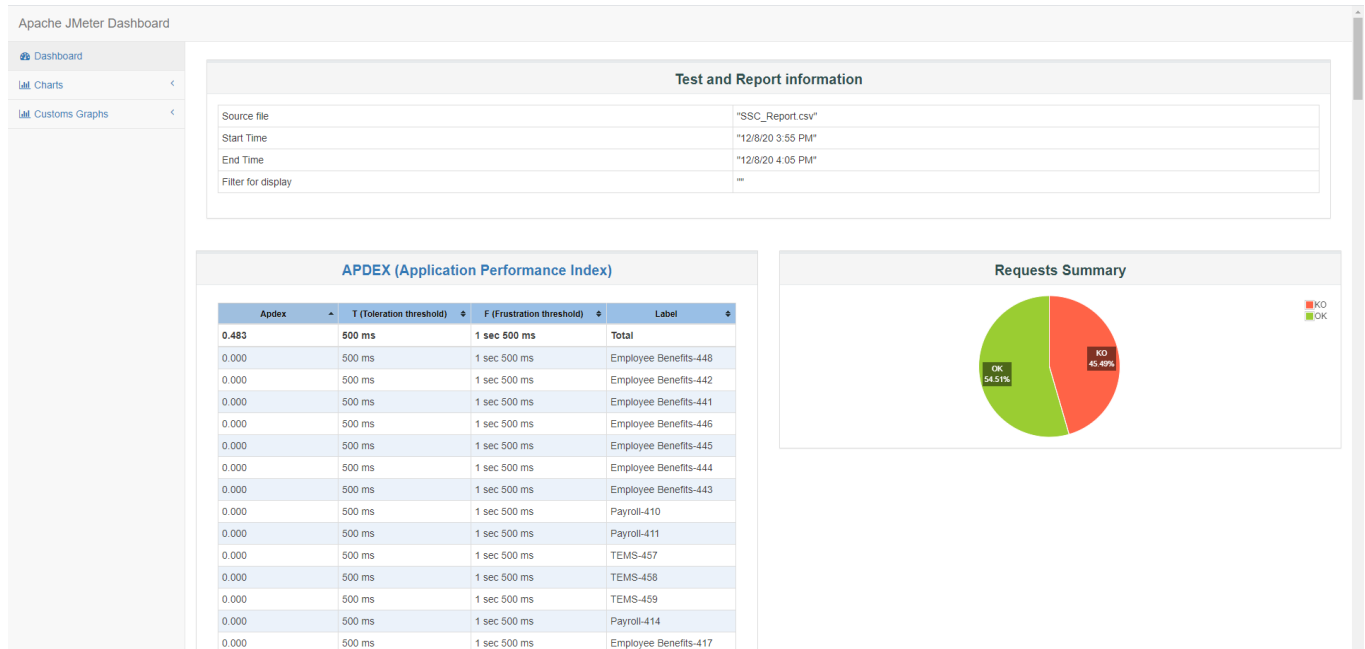 Apache JMeter Dashboard
Dashboard
Charts
Customs Graphs
Test and Report information
Source file "SSC_Report.csv"
Start Time "12/8/20 3:55 PM"
End Time "12/8/20 4:05 PM"
Filter for display ""
APDEX (Application Performance Index)
Apdex T (Toleration threshold) F (Frustration threshold) Label
0.483 500 ms 1 sec 500 ms Total
0.000 500 ms 1 sec 500 ms Employee Benefits-448
0.000 500 ms 1 sec 500 ms Employee Benefits-442
0.000 500 ms 1 sec 500 ms Employee Benefits-441
0.000 500 ms 1 sec 500 ms Employee Benefits-446
0.000 500 ms 1 sec 500 ms Employee Benefits-445
0.000 500 ms 1 sec 500 ms Employee Benefits-444
0.000 500 ms 1 sec 500 ms Employee Benefits-443
0.000 500 ms 1 sec 500 ms Payroll-410
0.000 500 ms 1 sec 500 ms Payroll-411
0.000 500 ms 1 sec 500 ms TEMS-457
0.000 500 ms 1 sec 500 ms TEMS-458
0.000 500 ms 1 sec 500 ms TEMS-459
0.000 500 ms 1 sec 500 ms Payroll-414
0.000 500 ms 1 sec 500 ms Employee Benefits-417
Requests Summary
KO
OK
KO
45.49%
OK
54.51%